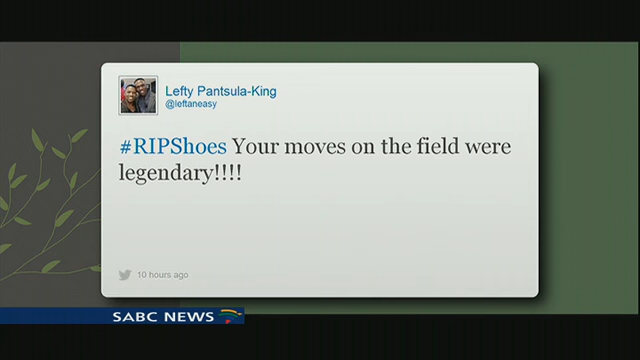 Lefty Pantsula-King
@leftaneasy
#RIPShoes Your moves on the field were
legendary!!!!
10 hours ago
SABC NEWS